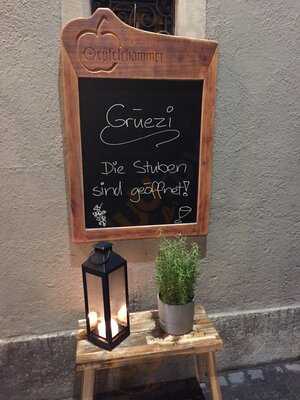 Öpfelchammer
Grüezi
Die Stuben
sind geöffnet!